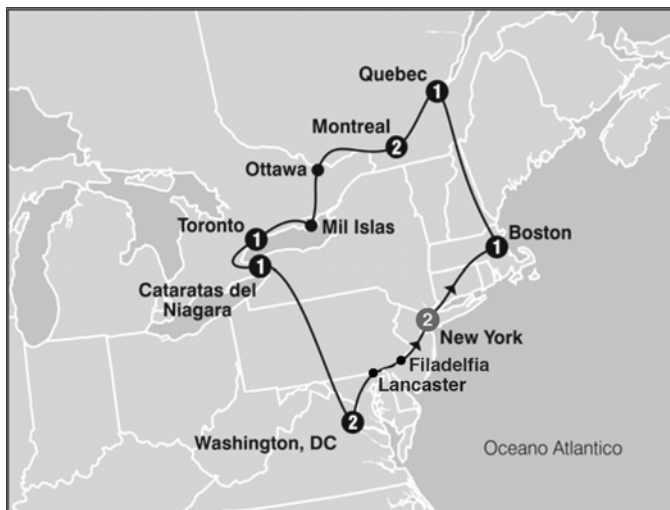 Quebec
1
Montreal
2
Ottawa
Toronto
1
Mil Islas
Boston
1
1
Cataratas del
Niagara
2
New York
Filadelfia
Lancaster
2
Washington, DC
Oceano Atlantico